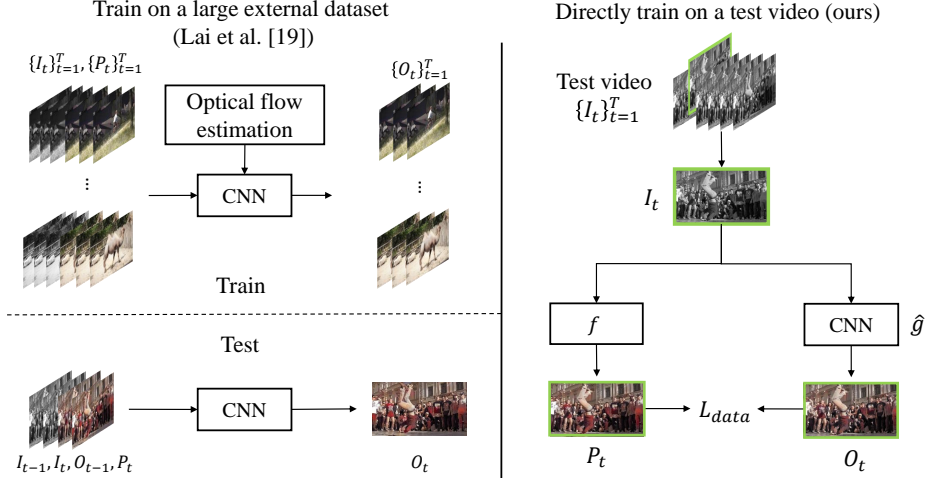 Train on a large external dataset
(Lai et al. [19])
{I_t}_{t=1}^T, {P_t}_{t=1}^T
{O_t}_{t=1}^T
Optical flow
estimation
⋮
⋮
CNN
Train
Test
CNN
I_{t-1}, I_t, O_{t-1}, P_t
O_t
Directly train on a test video (ours)
Test video
{I_t}_{t=1}^T
I_t
f
CNN
ĝ
L_{data}
P_t
O_t